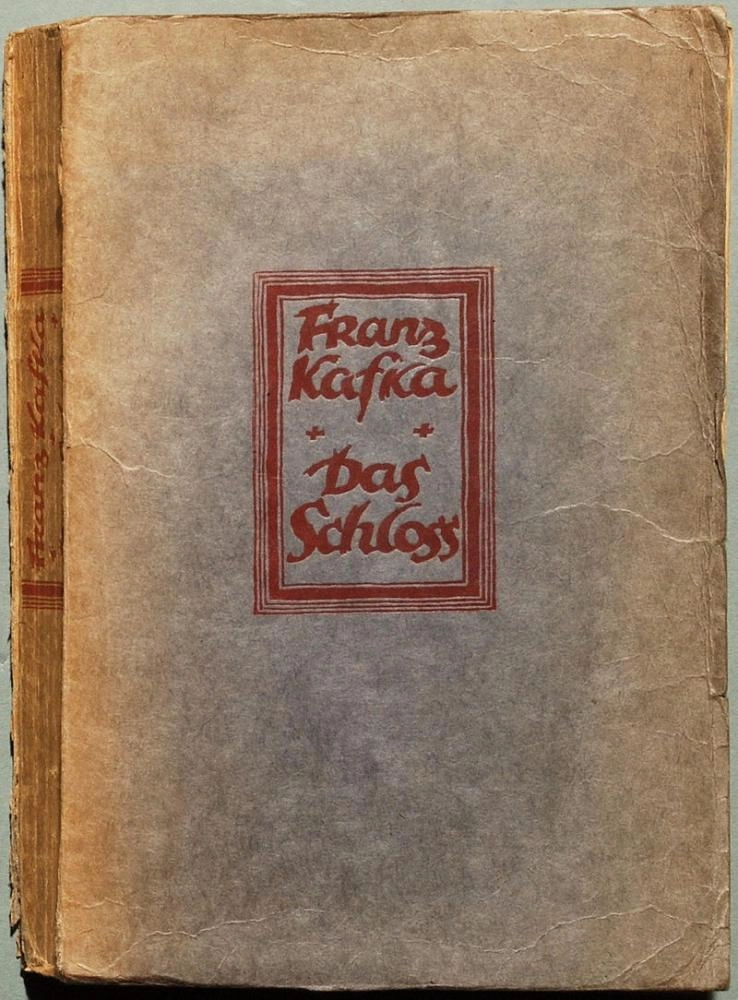 Franz
Kafka
+ +
Das
Schloss
Franz Kafka